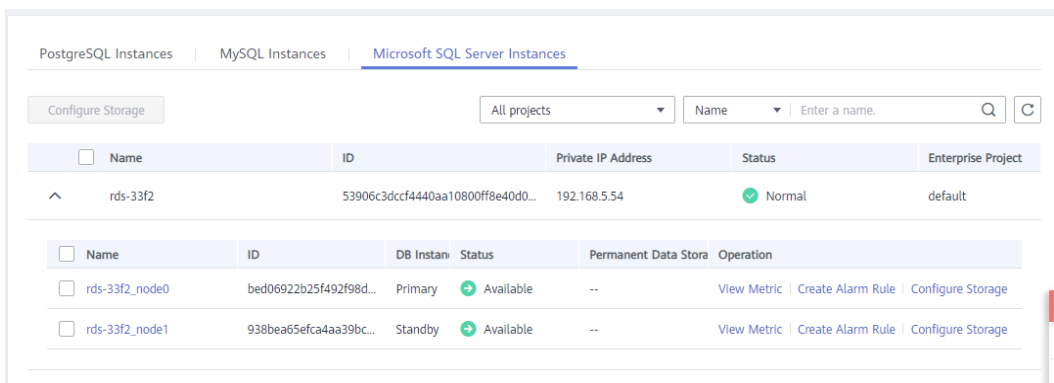 PostgreSQL Instances MySQL Instances Microsoft SQL Server Instances
Configure Storage All projects Name Enter a name.
Name ID Private IP Address Status Enterprise Project
rds-33f2 53906c3dccf4440aa10800ff8e40d0... 192.168.5.54 Normal default
Name ID DB Instan Status Permanent Data Stora Operation
rds-33f2_node0 bed06922b25f492f98d... Primary Available -- View Metric Create Alarm Rule Configure Storage
rds-33f2_node1 938bea65efca4aa39bc... Standby Available -- View Metric Create Alarm Rule Configure Storage